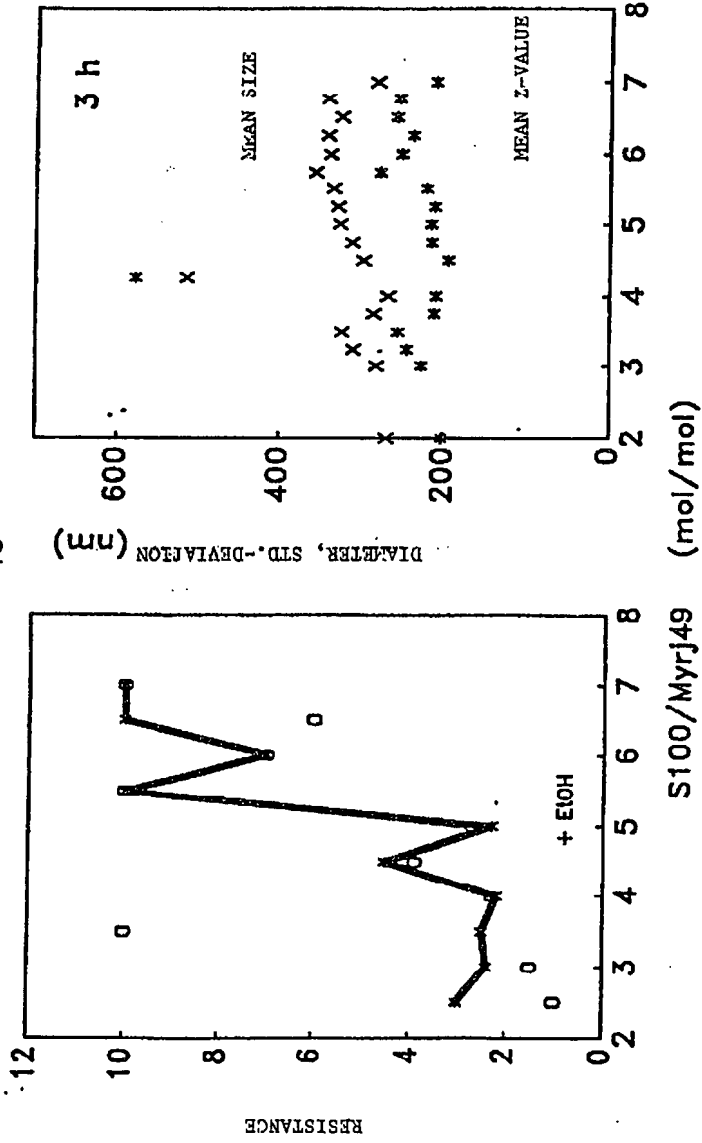 RESISTANCE
12
10
8
6
4
2
0
+ EtOH
2 3 4 5 6 7 8
S100/Myrj49 (mol/mol)
DIAMETER, STD.-DEVIATION (nm)
600
400
200
0
3 h
MEAN SIZE
MEAN Z-VALUE
2 3 4 5 6 7 8